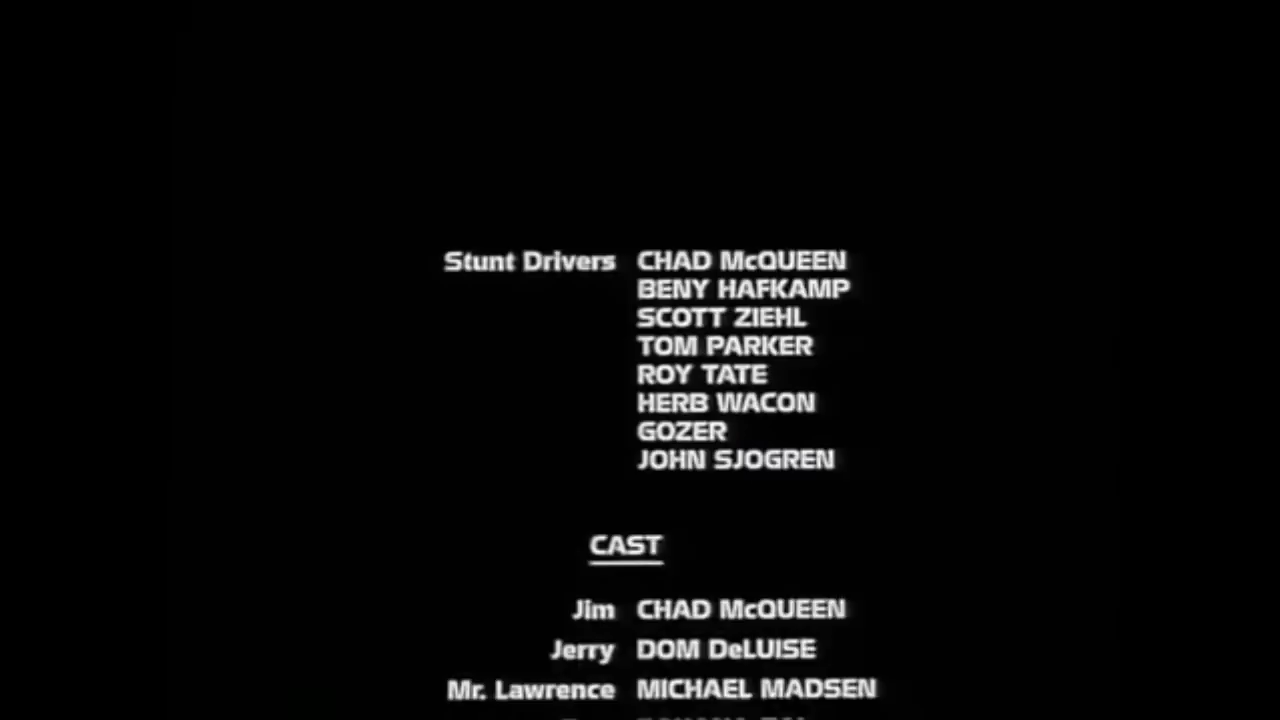 Stunt Drivers CHAD McQUEEN
BENY HAFKAMP
SCOTT ZIEHL
TOM PARKER
ROY TATE
HERB WACON
GOZER
JOHN SJOGREN
CAST
Jim CHAD McQUEEN
Jerry DOM DeLUISE
Mr. Lawrence MICHAEL MADSEN